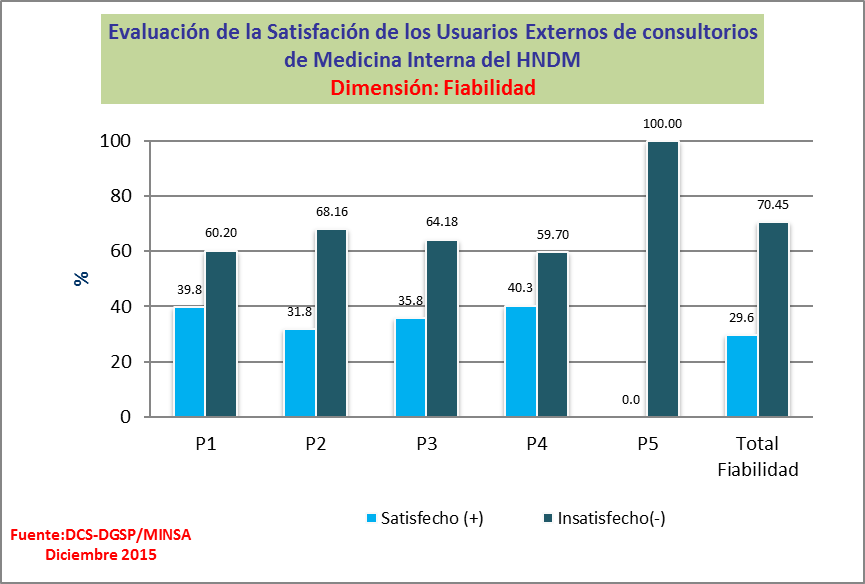 Evaluación de la Satisfación de los Usuarios Externos de consultorios
de Medicina Interna del HNDM
Dimensión: Fiabilidad
100
80
60
40
20
0
%
39.8
60.20
31.8
68.16
35.8
64.18
40.3
59.70
0.0
100.00
29.6
70.45
P1
P2
P3
P4
P5
Total
Fiabilidad
Satisfecho (+)
Insatisfecho(-)
Fuente:DCS-DGSP/MINSA
Diciembre 2015